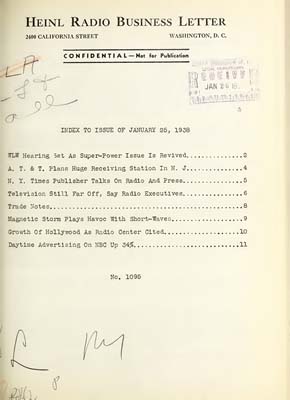 HEINL RADIO BUSINESS LETTER
2400 CALIFORNIA STREET WASHINGTON, D. C.
CONFIDENTIAL—Not for Publication
INDEX TO ISSUE OF JANUARY 25, 1938
WLW Hearing Set As Super-Power Issue Is Revived....................2
A. T. & T. Plans Huge Receiving Station In N. J....................4
N. Y. Times Publisher Talks On Radio And Press.....................5
Television Still Far Off, Say Radio Executives.....................6
Trade Notes........................................................8
Magnetic Storm Plays Havoc With Short-Waves........................9
Growth Of Hollywood As Radio Center Cited.........................10
Daytime Advertising On NBC Up 34%.................................11
No. 1095
8